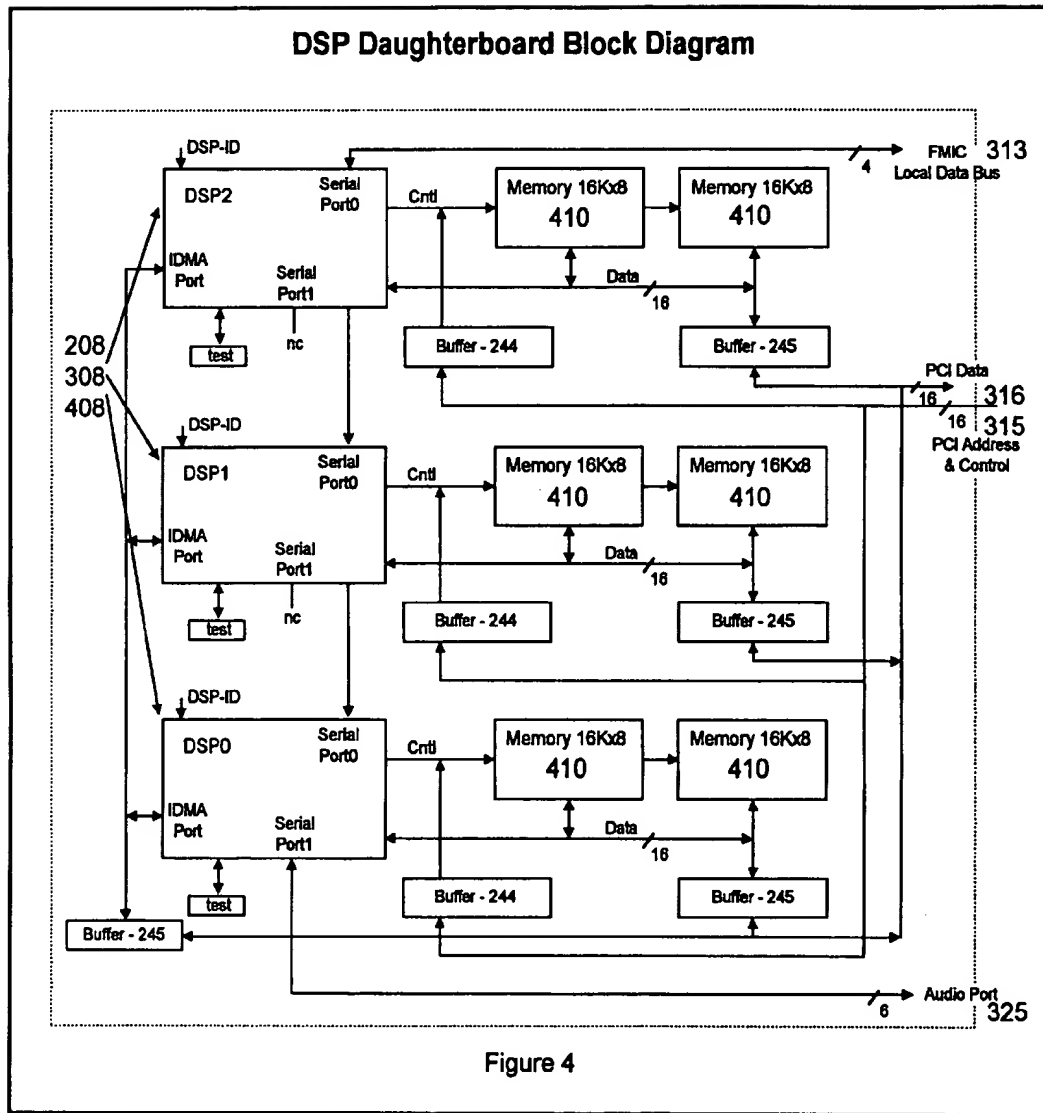 DSP Daughterboard Block Diagram
DSP-ID
DSP2
Serial
Port0
IDMA
Port
Serial
Port1
Cntl
Memory 16Kx8
410
Memory 16Kx8
410
4
FMIC 313
Local Data Bus
Data
16
test
nc
Buffer - 244
Buffer - 245
208
308
408
PCI Data
16
316
16
315
PCI Address
& Control
DSP-ID
DSP1
Serial
Port0
IDMA
Port
Serial
Port1
Cntl
Memory 16Kx8
410
Memory 16Kx8
410
Data
16
test
nc
Buffer - 244
Buffer - 245
DSP-ID
DSP0
Serial
Port0
IDMA
Port
Serial
Port1
Cntl
Memory 16Kx8
410
Memory 16Kx8
410
Data
16
test
Buffer - 244
Buffer - 245
Buffer - 245
6
Audio Port
325
Figure 4